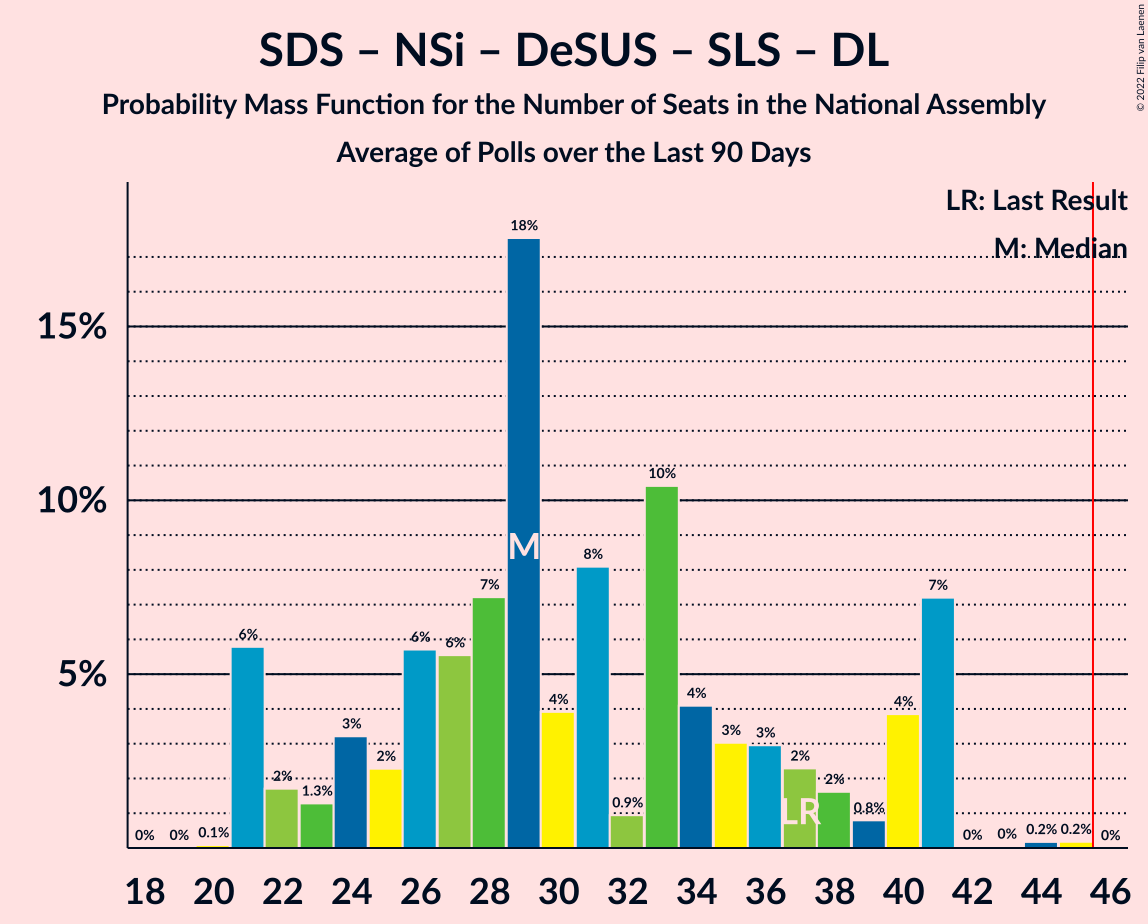 SDS – NSi – DeSUS – SLS – DL
Probability Mass Function for the Number of Seats in the National Assembly
Average of Polls over the Last 90 Days
© 2022 Filip van Laenen
LR: Last Result
M: Median
15%
10%
5%
0% 0% 0.1% 6% 2% 1.3% 3% 2% 6% 6% 7% 18% 4% 8% 0.9% 10% 4% 3% 3% 2% 2% 0.8% 4% 7% 0% 0% 0.2% 0.2% 0%
M
LR
18 20 22 24 26 28 30 32 34 36 38 40 42 44 46